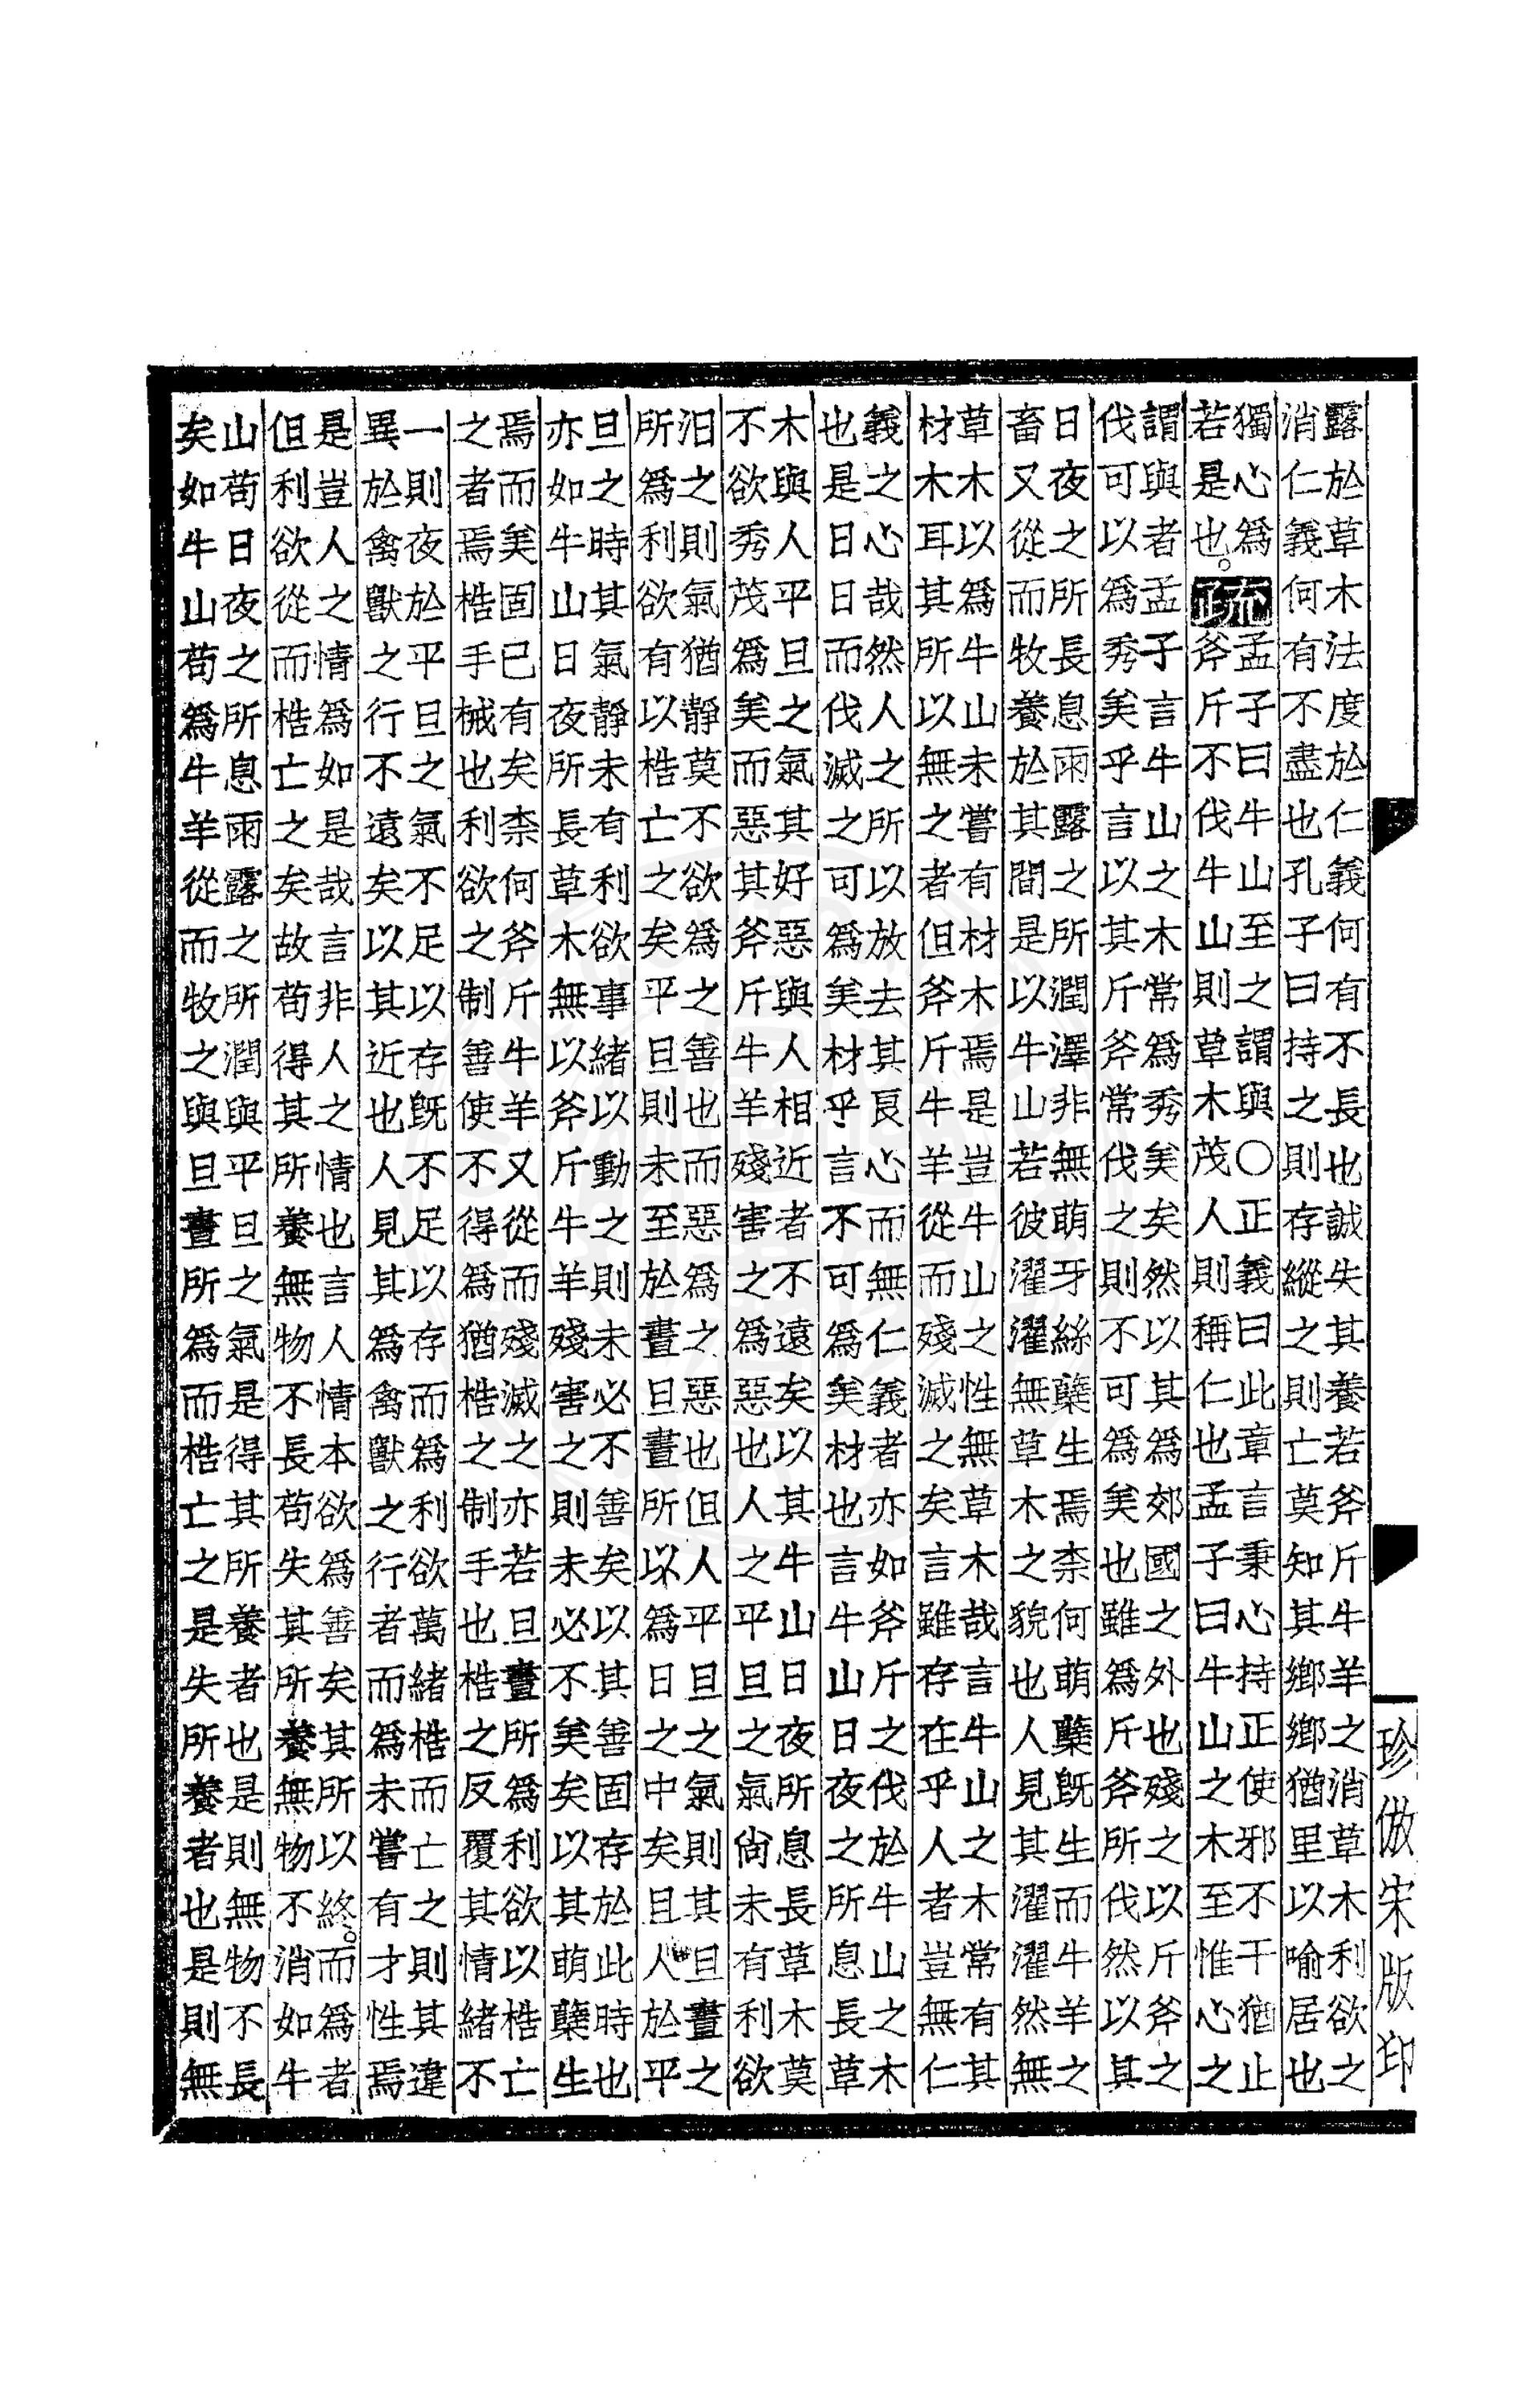 露於草木法度於仁義何有不長也誠失其養若斧斤牛羊之消草木利欲之
消仁義何有不盡也孔子曰持之則存縱之則亡莫知其鄉鄉猶里以喻居也
獨心爲
若是也。
疏
孟子曰牛山至之謂與○正義曰此章言秉心持正使邪不干猶止
斧斤不伐牛山則草木茂人則稱仁也孟子曰牛山之木至惟心之
謂與者孟子言牛山之木常爲秀美矣然以其爲郊國之外也殘之以斤斧之
伐可以爲秀美乎言以其斤斧常伐之則不可爲美也雖爲斤斧所伐然以其
日夜之所長息雨露之所潤澤非無萌牙絲蘖生焉柰何萌蘖既生而牛羊之
畜又從而牧養於其間是以牛山若彼濯濯無草木之貌也人見其濯濯然無
草木以爲牛山未嘗有材木焉是豈牛山之性無草木哉言牛山之木常有其
材木耳其所以無之者但斧斤牛羊從而殘滅之矣言雖存在乎人者豈無仁
義之心哉然人之所以放去其良心而無仁義者亦如斧斤之伐於牛山之木
也是日日而伐滅之可爲美材乎言不可爲美材也言牛山日夜之所息長草
木與人平旦之氣其好惡與人相近者不遠矣以其牛山日夜所息長草木莫
不欲秀茂爲美而惡其斧斤牛羊殘害之爲惡也人之平旦之氣尚未有利欲
汨之則氣猶靜莫不欲爲之善也而惡爲之惡也但人平旦之氣則其旦晝之
所爲利欲有以梏亡之矣平旦則未至於晝旦晝所以爲日之中矣且人於平
旦之時其氣靜未有利欲事緒以動之則未必不善矣以其善固存於此時也
亦如牛山日夜所長草木無以斧斤牛羊殘害之則未必不美矣以其萌蘖生
焉而美固已有矣柰何斧斤牛羊又從而殘滅之亦若旦晝所爲利欲以梏亡
之者焉梏手械也利欲之制善使不得爲猶梏之制手也梏之反覆其情緒不
一則夜於平旦之氣不足以存既不足以存而爲利欲萬緒梏而亡之則其違
異於禽獸之行不遠矣以其近也人見其爲禽獸之行者而爲未嘗有才性焉
是豈人之情爲如是哉言非人之情也言人情本欲爲善矣其所以終。而爲者
但利欲從而梏亡之矣故苟得其所養無物不長苟失其所養無物不消如牛
山苟日夜之所息雨露之所潤與平旦之氣是得其所養者也是則無物不長
矣如牛山苟爲牛羊從而牧之與旦晝所爲而梏亡之是失所養者也是則無
珍倣宋版印